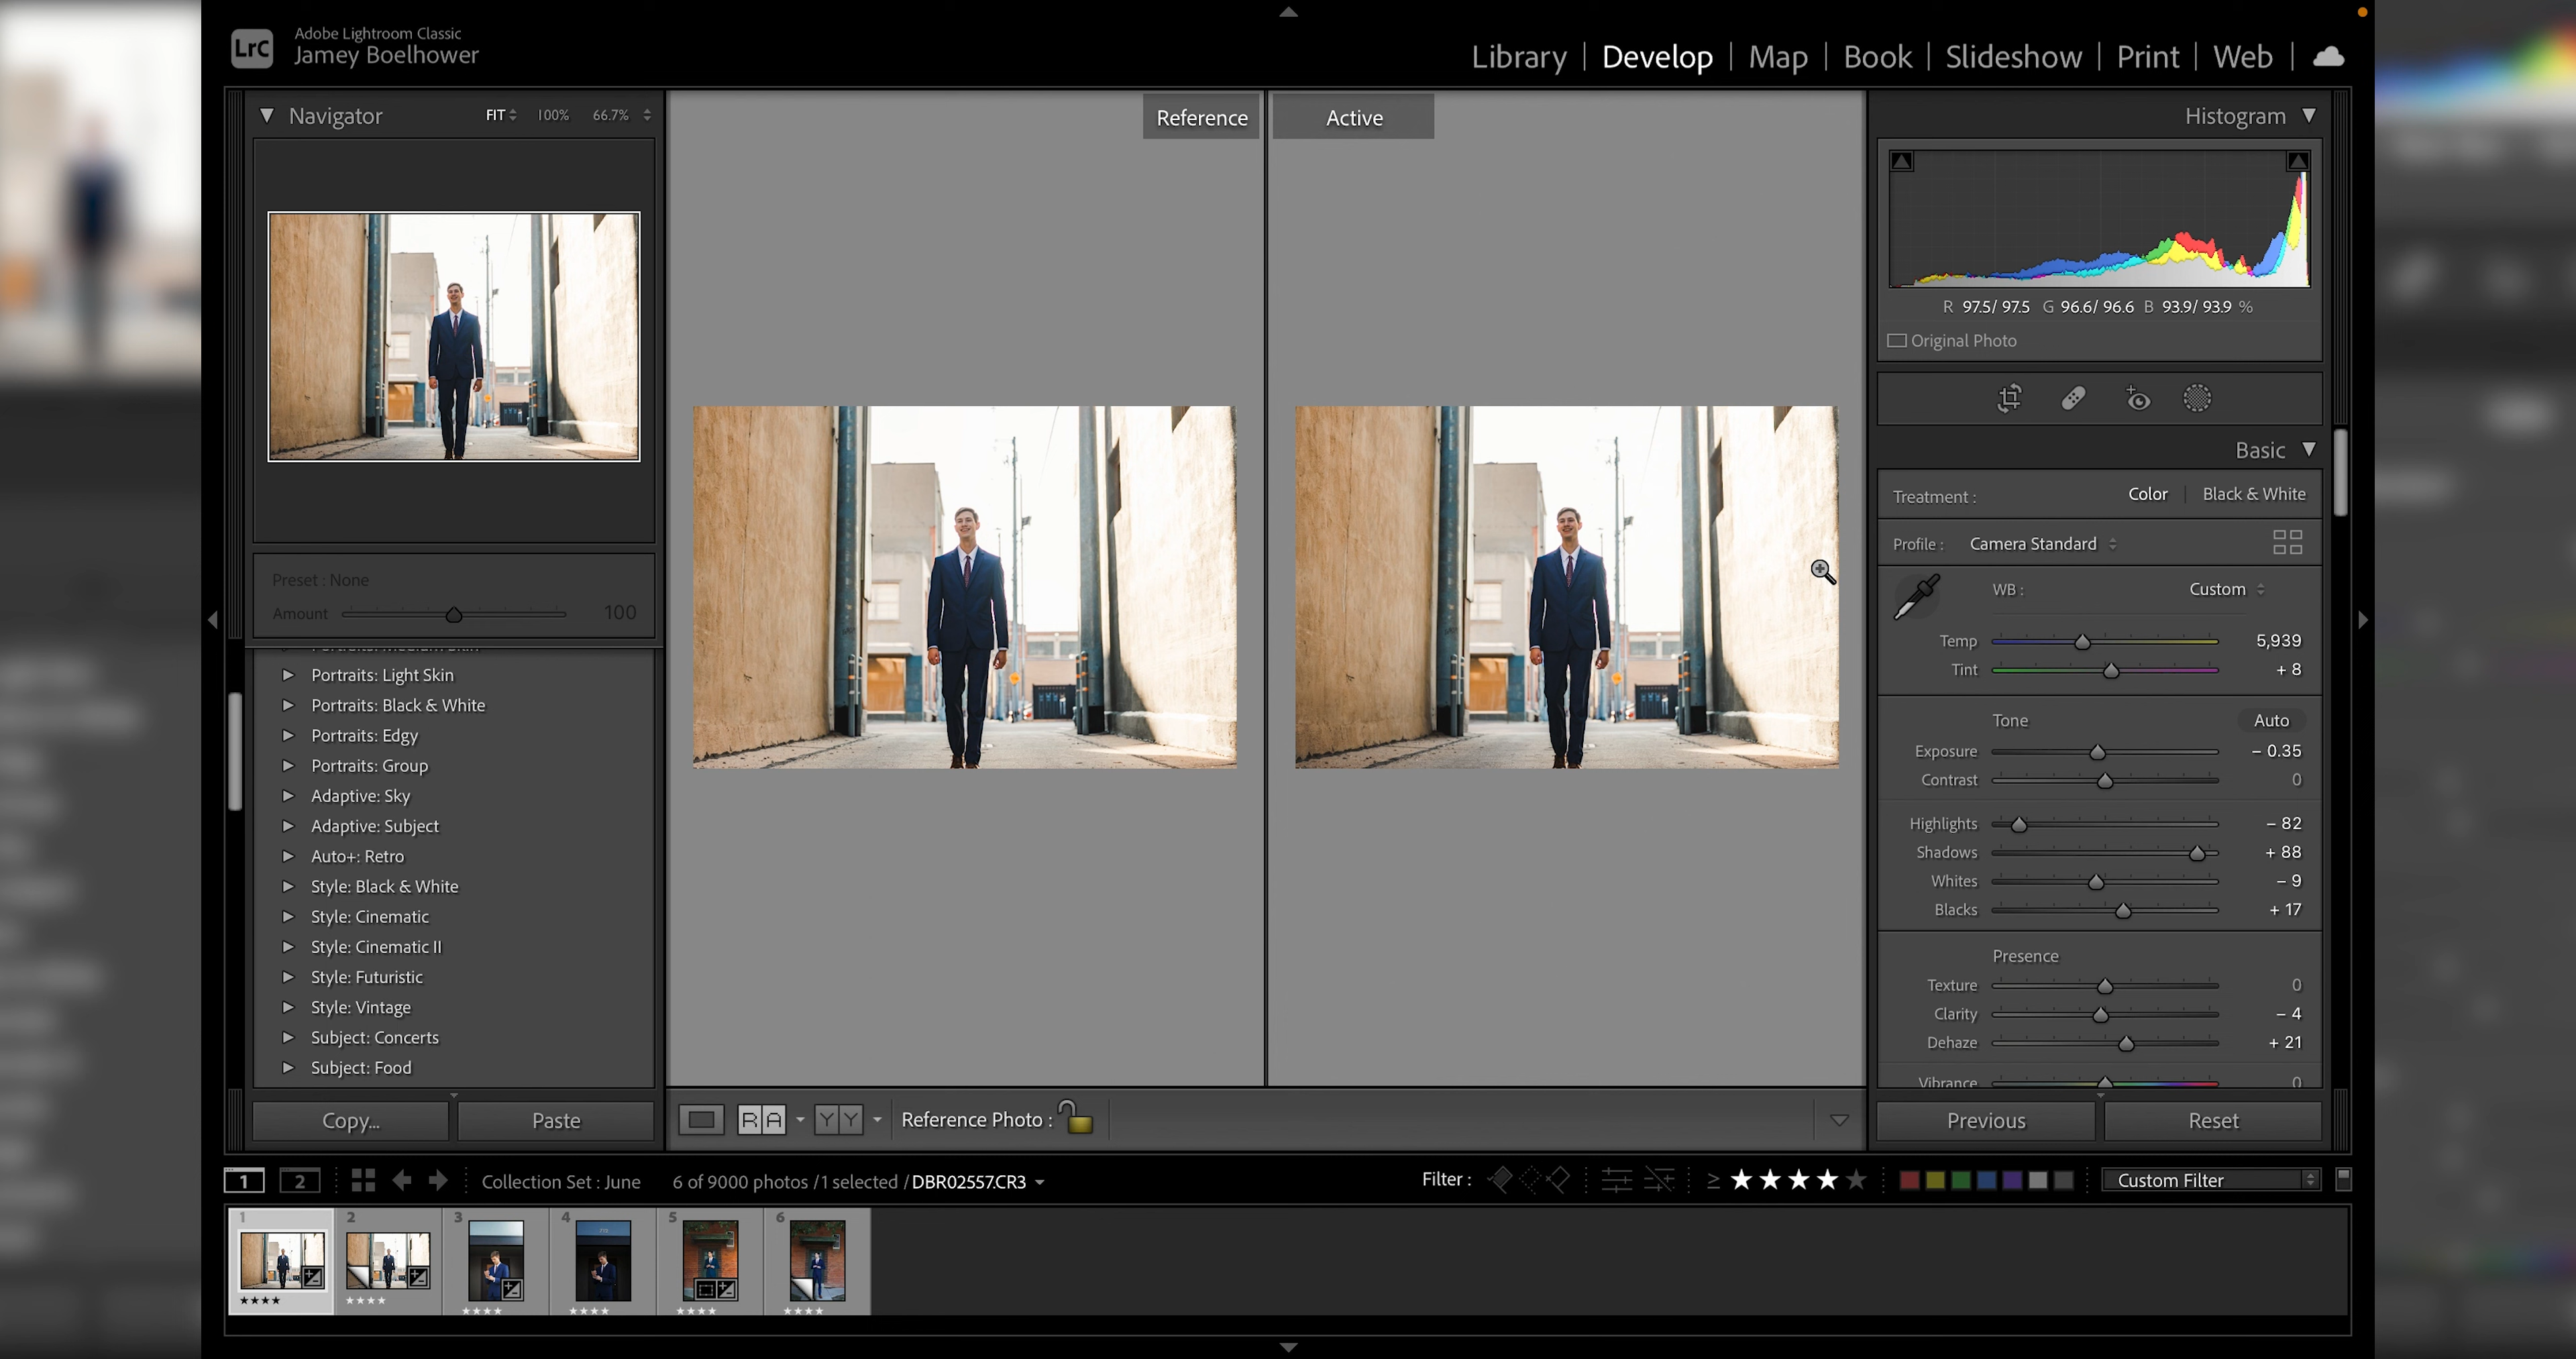 LrC
Adobe Lightroom Classic
Jamey Boelhower
Library | Develop | Map | Book | Slideshow | Print | Web
Navigator FIT 100% 66.7%
Preset : None
Amount 100
Portraits: Medium Skin
Portraits: Light Skin
Portraits: Black & White
Portraits: Edgy
Portraits: Group
Adaptive: Sky
Adaptive: Subject
Auto+: Retro
Style: Black & White
Style: Cinematic
Style: Cinematic II
Style: Futuristic
Style: Vintage
Subject: Concerts
Subject: Food
Copy... Paste
Reference Active
R A Y Y Reference Photo :
Histogram
R 97.5/ 97.5 G 96.6/ 96.6 B 93.9/ 93.9 %
Original Photo
Basic
Treatment : Color Black & White
Profile : Camera Standard
WB : Custom
Temp 5,939
Tint + 8
Tone Auto
Exposure – 0.35
Contrast 0
Highlights – 82
Shadows + 88
Whites – 9
Blacks + 17
Presence
Texture 0
Clarity – 4
Dehaze + 21
Vibrance 0
Previous Reset
1 2 Collection Set : June 6 of 9000 photos /1 selected / DBR02557.CR3
Filter : ≥ ★★★★★ Custom Filter
1 2 3 4 5 6